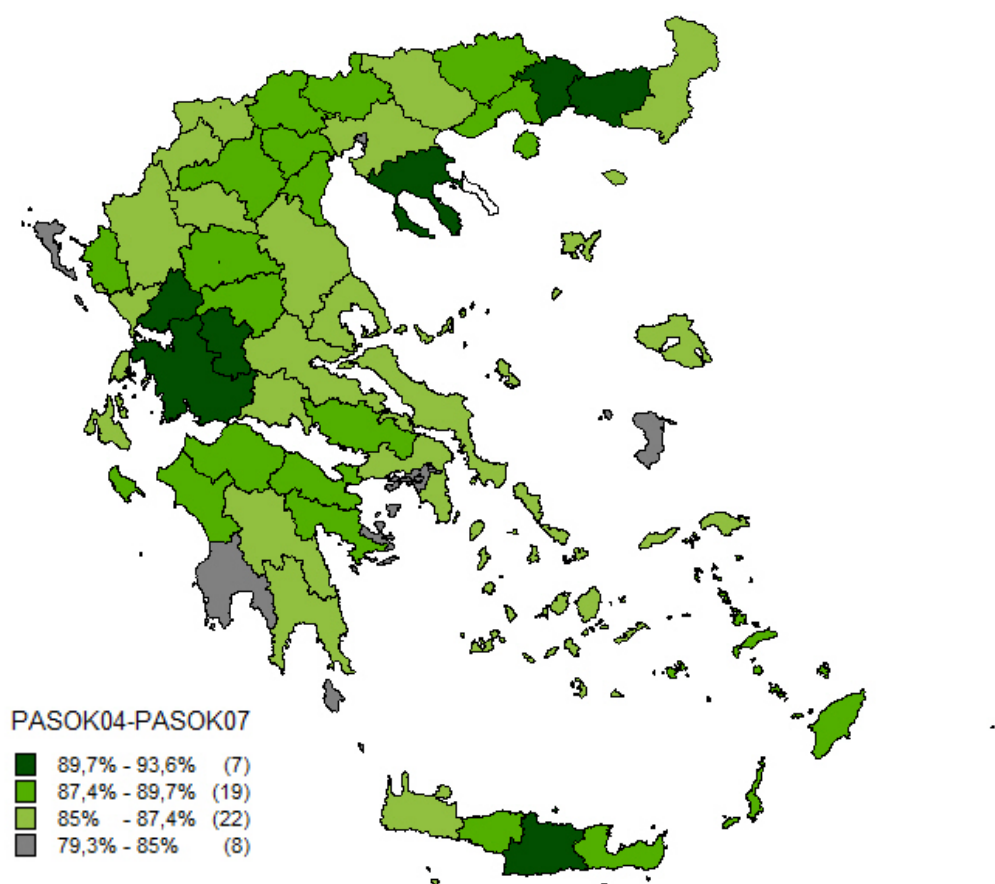 PASOK04-PASOK07
89,7% - 93,6% (7)
87,4% - 89,7% (19)
85% - 87,4% (22)
79,3% - 85% (8)